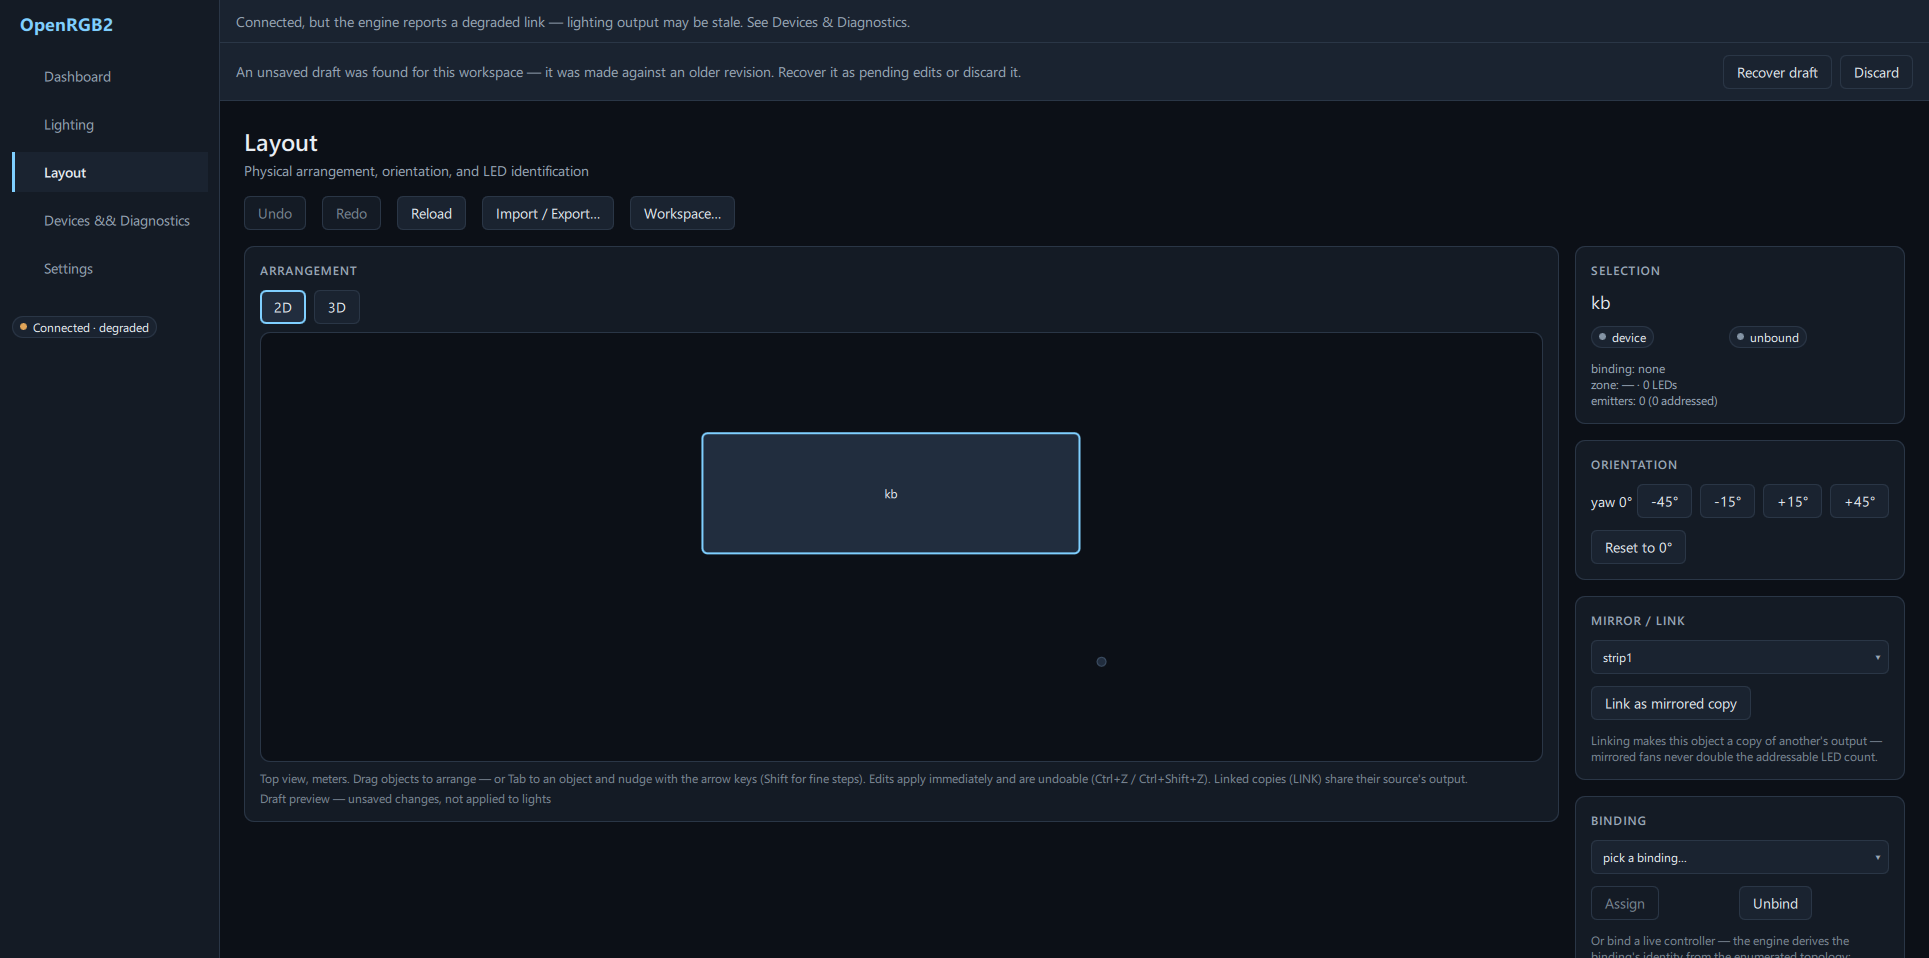 OpenRGB2
Dashboard
Lighting
Layout
Devices && Diagnostics
Settings
Connected · degraded
Connected, but the engine reports a degraded link — lighting output may be stale. See Devices & Diagnostics.
An unsaved draft was found for this workspace — it was made against an older revision. Recover it as pending edits or discard it.
Recover draft
Discard
Layout
Physical arrangement, orientation, and LED identification
Undo
Redo
Reload
Import / Export...
Workspace...
ARRANGEMENT
2D
3D
kb
Top view, meters. Drag objects to arrange — or Tab to an object and nudge with the arrow keys (Shift for fine steps). Edits apply immediately and are undoable (Ctrl+Z / Ctrl+Shift+Z). Linked copies (LINK) share their source's output.
Draft preview — unsaved changes, not applied to lights
SELECTION
kb
device
unbound
binding: none
zone: — · 0 LEDs
emitters: 0 (0 addressed)
ORIENTATION
yaw 0°
-45°
-15°
+15°
+45°
Reset to 0°
MIRROR / LINK
strip1
Link as mirrored copy
Linking makes this object a copy of another's output —
mirrored fans never double the addressable LED count.
BINDING
pick a binding...
Assign
Unbind
Or bind a live controller — the engine derives the
binding's identity from the enumerated topology;